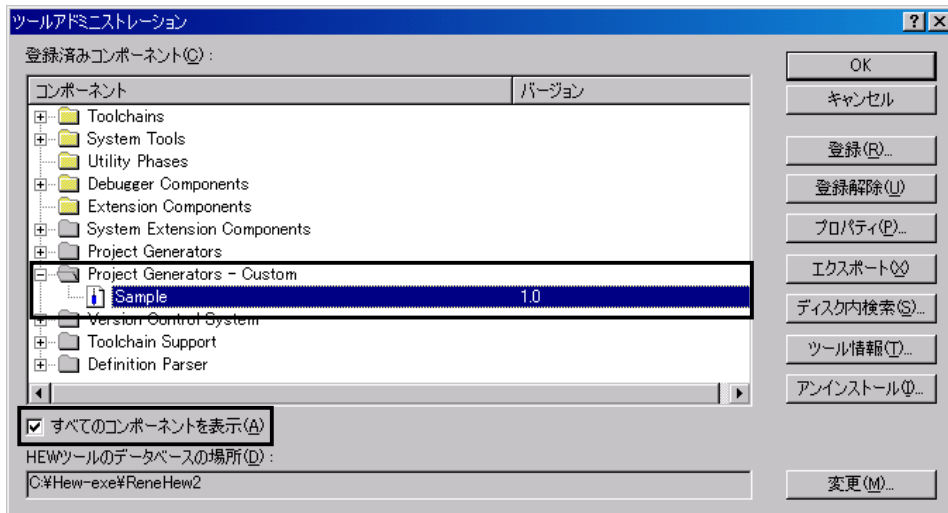 ツールアドミニストレーション
登録済みコンポーネント(C) :
コンポーネント バージョン
Toolchains
System Tools
Utility Phases
Debugger Components
Extension Components
System Extension Components
Project Generators
Project Generators - Custom
Sample 1.0
Version Control System
Toolchain Support
Definition Parser
すべてのコンポーネントを表示(A)
HEWツールのデータベースの場所(D) :
C:¥Hew-exe¥ReneHew2
OK
キャンセル
登録(R)...
登録解除(U)
プロパティ(P)...
エクスポート(X)
ディスク内検索(S)...
ツール情報(T)...
アンインストール(I)...
変更(M)...